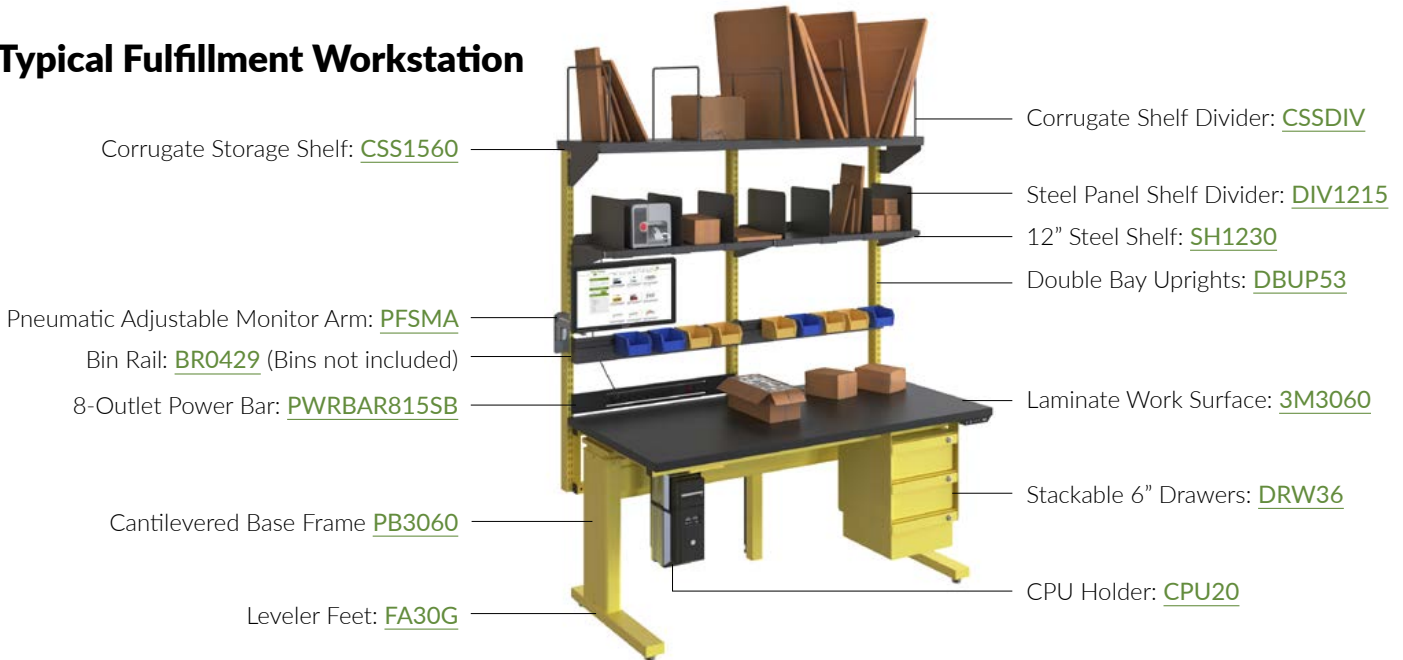 Typical Fulfillment Workstation
Corrugate Storage Shelf: CSS1560
Pneumatic Adjustable Monitor Arm: PFSMA
Bin Rail: BR0429 (Bins not included)
8-Outlet Power Bar: PWRBAR815SB
Cantilevered Base Frame PB3060
Leveler Feet: FA30G
Corrugate Shelf Divider: CSSDIV
Steel Panel Shelf Divider: DIV1215
12” Steel Shelf: SH1230
Double Bay Uprights: DBUP53
Laminate Work Surface: 3M3060
Stackable 6” Drawers: DRW36
CPU Holder: CPU20